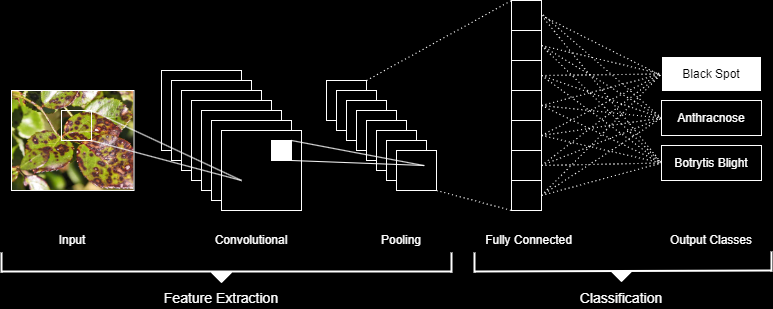 Black Spot
Anthracnose
Botrytis Blight
Input
Convolutional
Pooling
Fully Connected
Output Classes
Feature Extraction
Classification